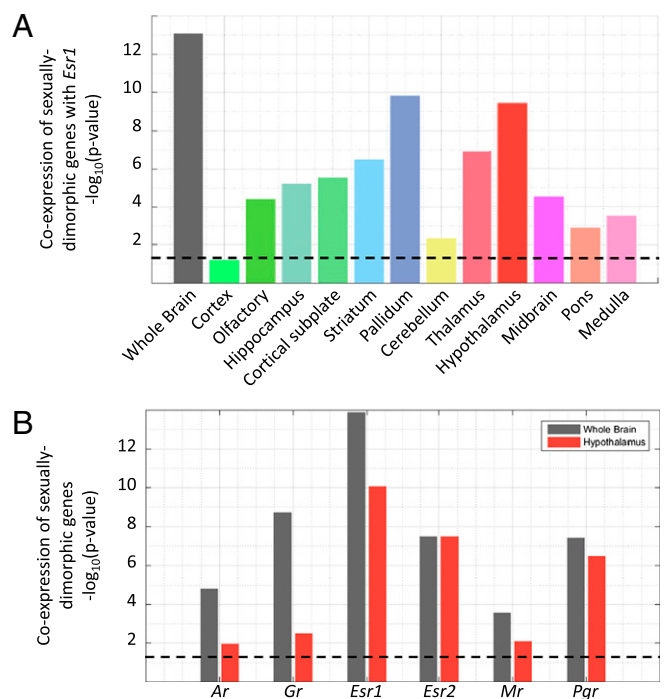 A
Co-expression of sexually-
dimorphic genes with Esr1
-log10(p-value)
12
10
8
6
4
2
Whole Brain
Cortex
Olfactory
Hippocampus
Cortical subplate
Striatum
Pallidum
Cerebellum
Thalamus
Hypothalamus
Midbrain
Pons
Medulla
B
Co-expression of sexually-
dimorphic genes
-log10(p-value)
12
10
8
6
4
2
Whole Brain
Hypothalamus
Ar Gr Esr1 Esr2 Mr Pgr